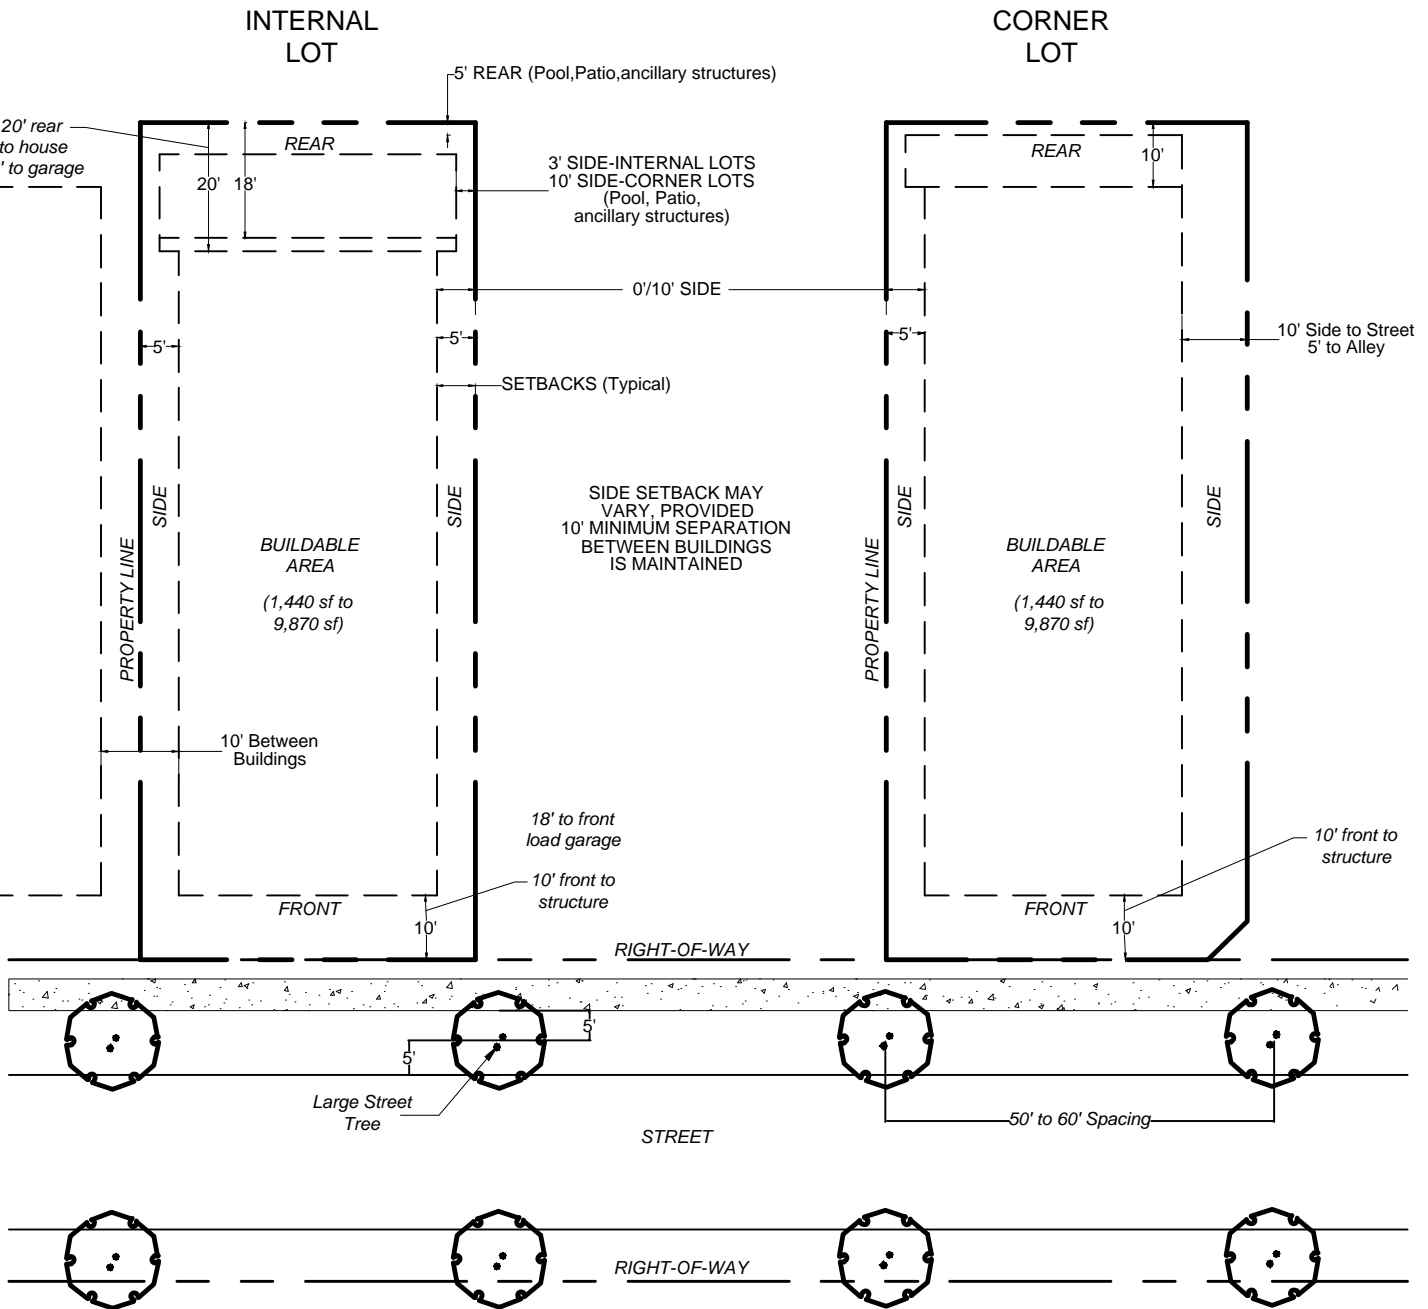 INTERNAL
LOT
CORNER
LOT
5' REAR (Pool,Patio,ancillary structures)
20' rear
to house
' to garage
REAR
20'
18'
3' SIDE-INTERNAL LOTS
10' SIDE-CORNER LOTS
(Pool, Patio,
ancillary structures)
REAR
10'
0'/10' SIDE
5'
5'
5'
10' Side to Street
5' to Alley
SETBACKS (Typical)
PROPERTY LINE
SIDE
BUILDABLE
AREA
(1,440 sf to
9,870 sf)
SIDE
SIDE SETBACK MAY
VARY, PROVIDED
10' MINIMUM SEPARATION
BETWEEN BUILDINGS
IS MAINTAINED
PROPERTY LINE
SIDE
BUILDABLE
AREA
(1,440 sf to
9,870 sf)
SIDE
10' Between
Buildings
18' to front
load garage
10' front to
structure
10' front to
structure
FRONT
10'
FRONT
10'
RIGHT-OF-WAY
5'
5'
Large Street
Tree
50' to 60' Spacing
STREET
RIGHT-OF-WAY